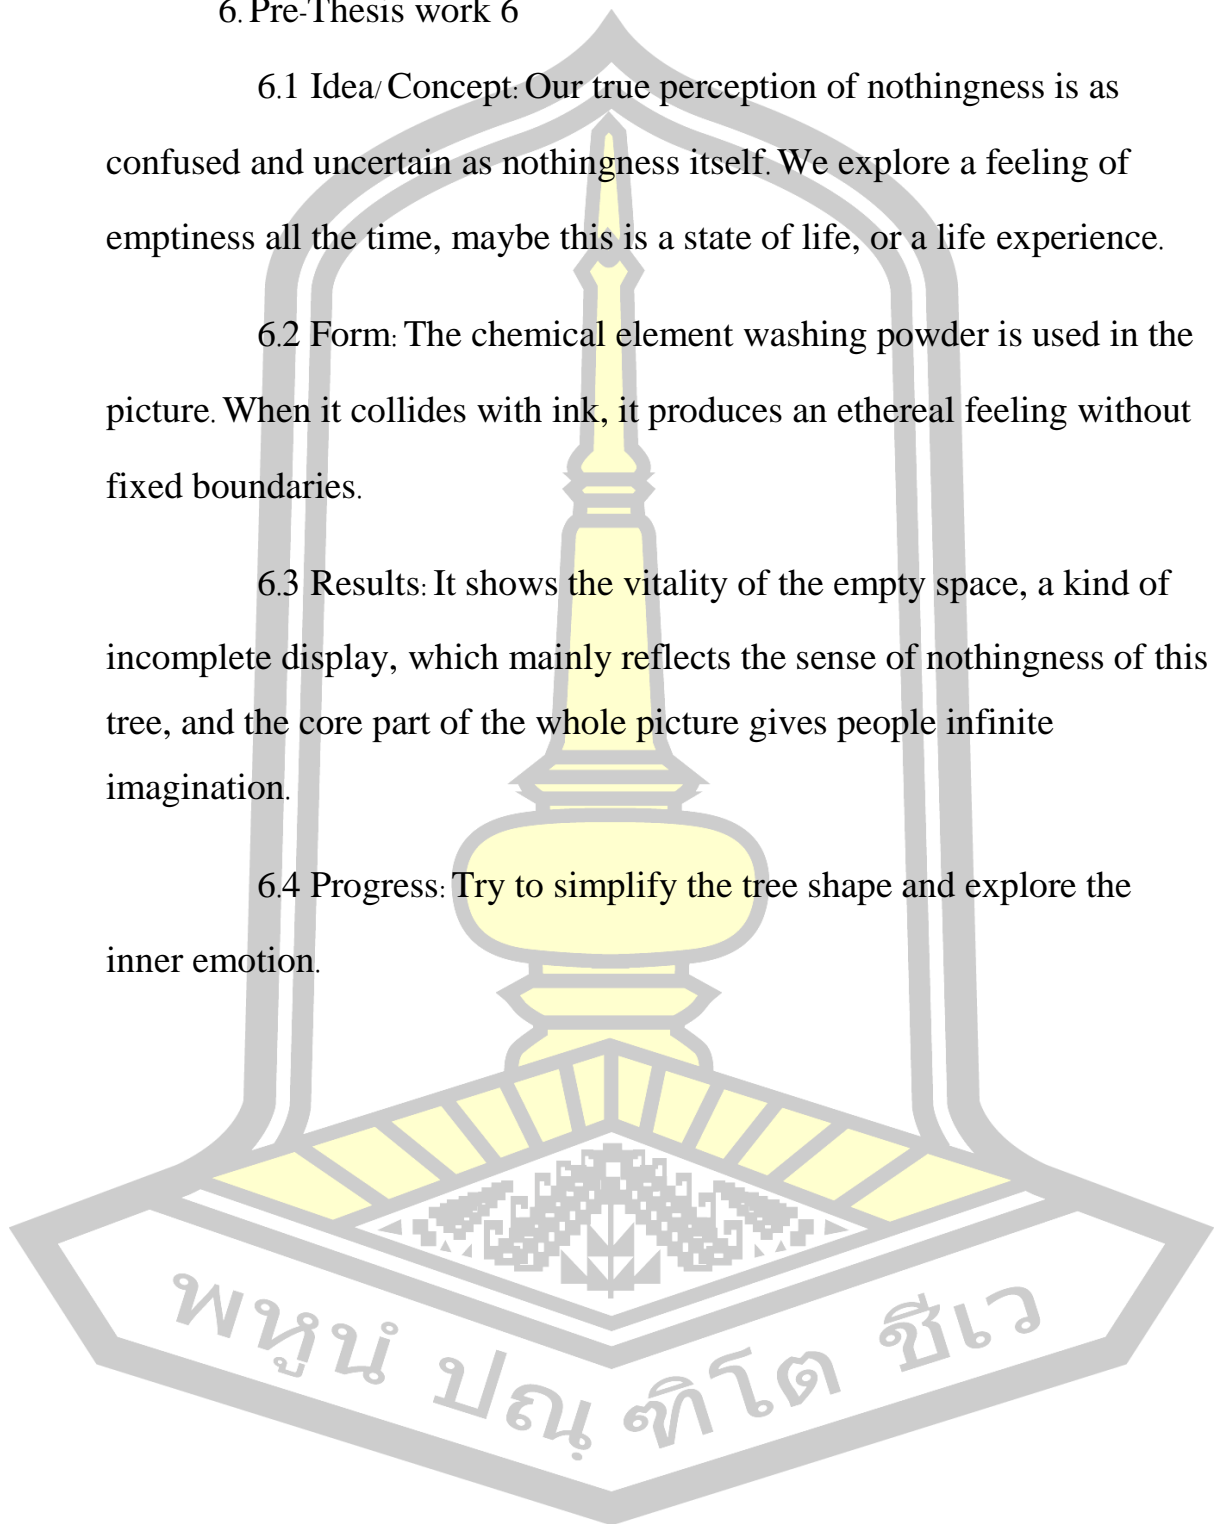 6. Pre-Thesis work 6
6.1 Idea/ Concept: Our true perception of nothingness is as
confused and uncertain as nothingness itself. We explore a feeling of
emptiness all the time, maybe this is a state of life, or a life experience.
6.2 Form: The chemical element washing powder is used in the
picture. When it collides with ink, it produces an ethereal feeling without
fixed boundaries.
6.3 Results: It shows the vitality of the empty space, a kind of
incomplete display, which mainly reflects the sense of nothingness of this
tree, and the core part of the whole picture gives people infinite
imagination.
6.4 Progress: Try to simplify the tree shape and explore the
inner emotion.
พหูนํ ปณฺ ฑิโต ชีเว